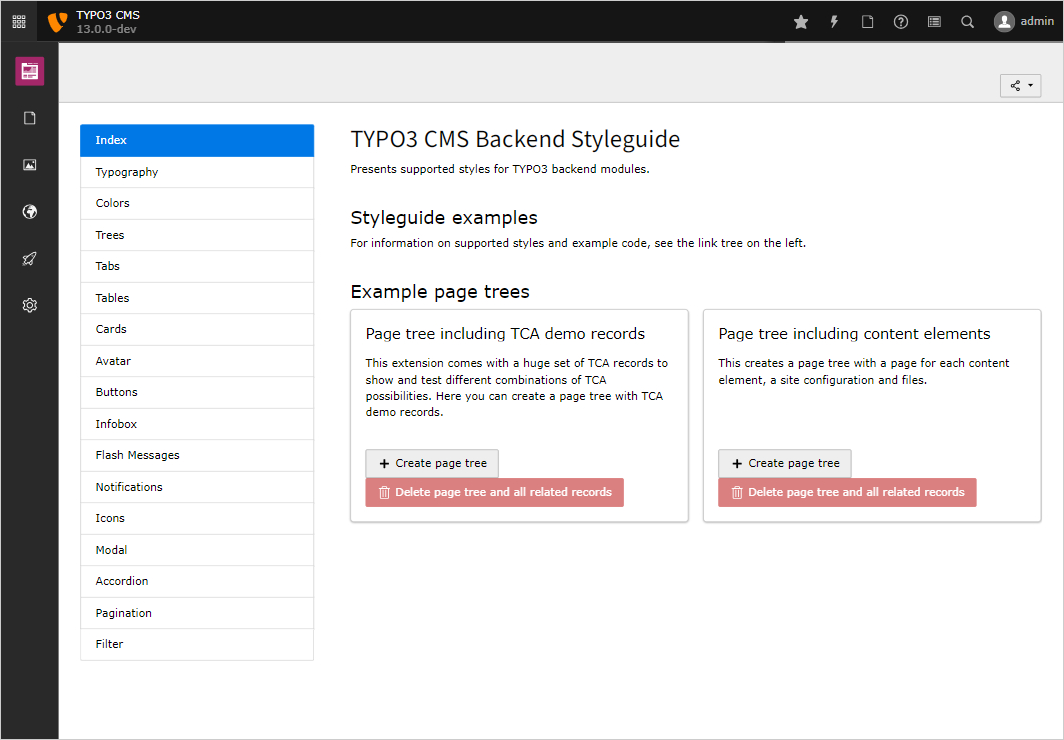 TYPO3 CMS
13.0.0-dev
admin
Index
Typography
Colors
Trees
Tabs
Tables
Cards
Avatar
Buttons
Infobox
Flash Messages
Notifications
Icons
Modal
Accordion
Pagination
Filter
TYPO3 CMS Backend Styleguide
Presents supported styles for TYPO3 backend modules.
Styleguide examples
For information on supported styles and example code, see the link tree on the left.
Example page trees
Page tree including TCA demo records
This extension comes with a huge set of TCA records to
show and test different combinations of TCA
possibilities. Here you can create a page tree with TCA
demo records.
Create page tree
Delete page tree and all related records
Page tree including content elements
This creates a page tree with a page for each content
element, a site configuration and files.
Create page tree
Delete page tree and all related records